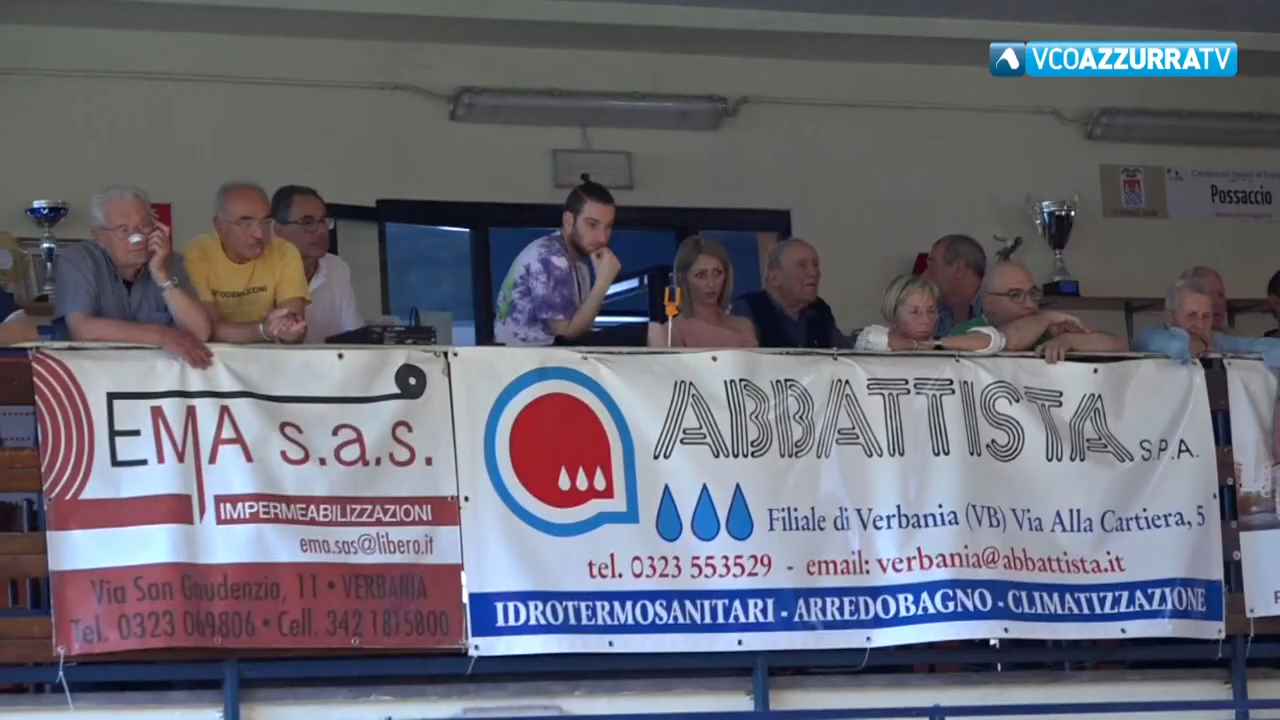 VCOAZZURRATV
Possaccio
EMA s.a.s.
IMPERMEABILIZZAZIONI
ema.sas@libero.it
Via San Gaudenzio, 11 • VERBANIA
Tel. 0323 069806 • Cell. 342 1875800
ABBATTISTA S.P.A.
Filiale di Verbania (VB) Via Alla Cartiera, 5
tel. 0323 553529 - email: verbania@abbattista.it
IDROTERMOSANITARI - ARREDOBAGNO - CLIMATIZZAZIONE